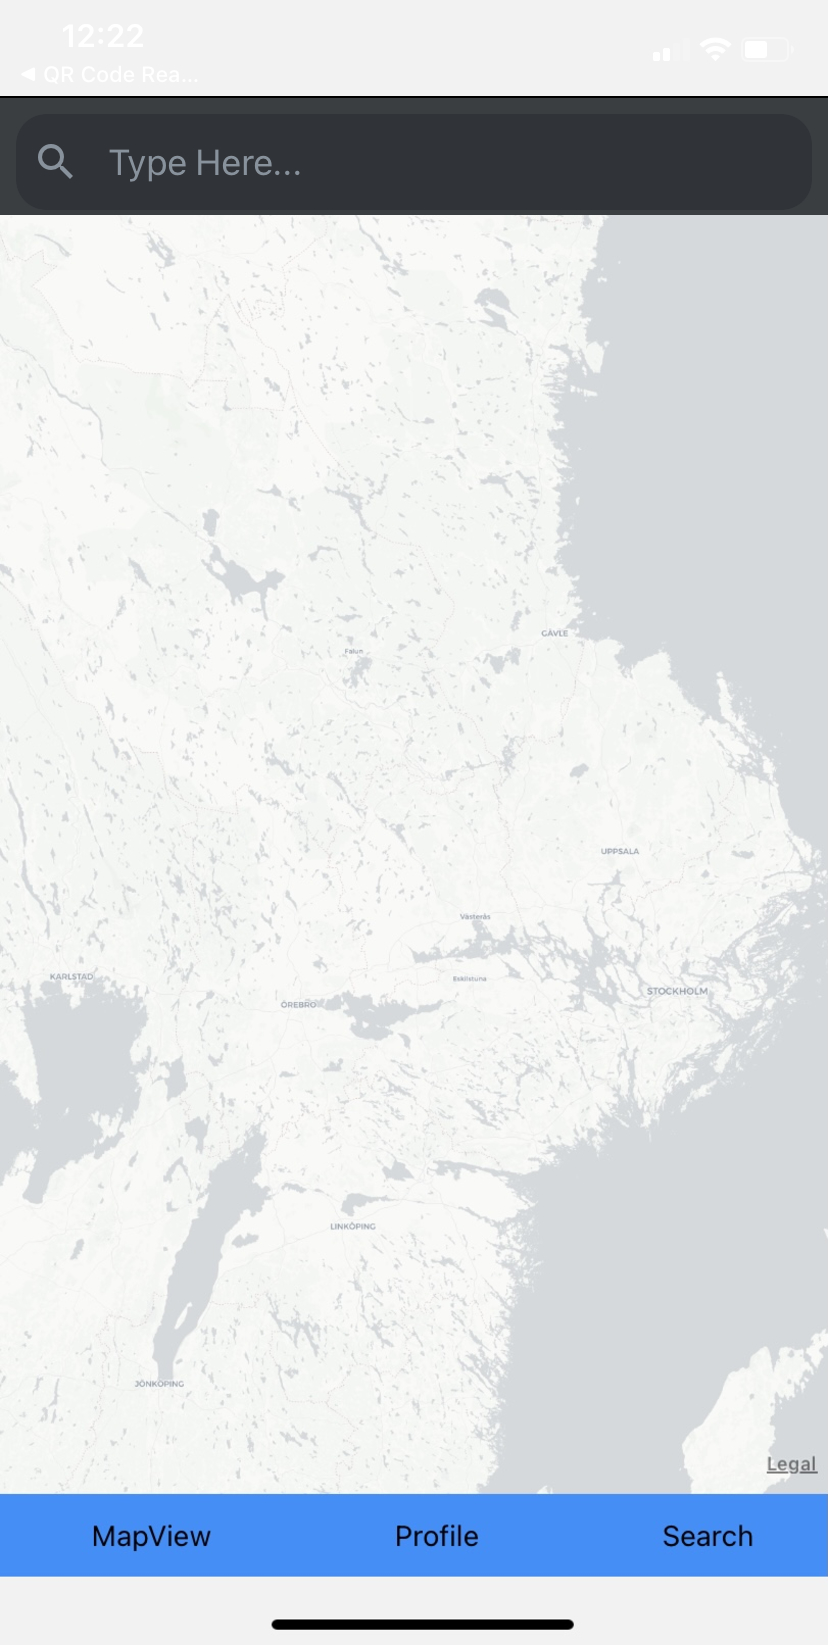 12:22
◀ QR Code Rea...
Type Here...
GÄVLE
Falun
UPPSALA
Västerås
KARLSTAD
Eskilstuna
STOCKHOLM
ÖREBRO
LINKÖPING
JÖNKÖPING
Legal
MapView Profile Search